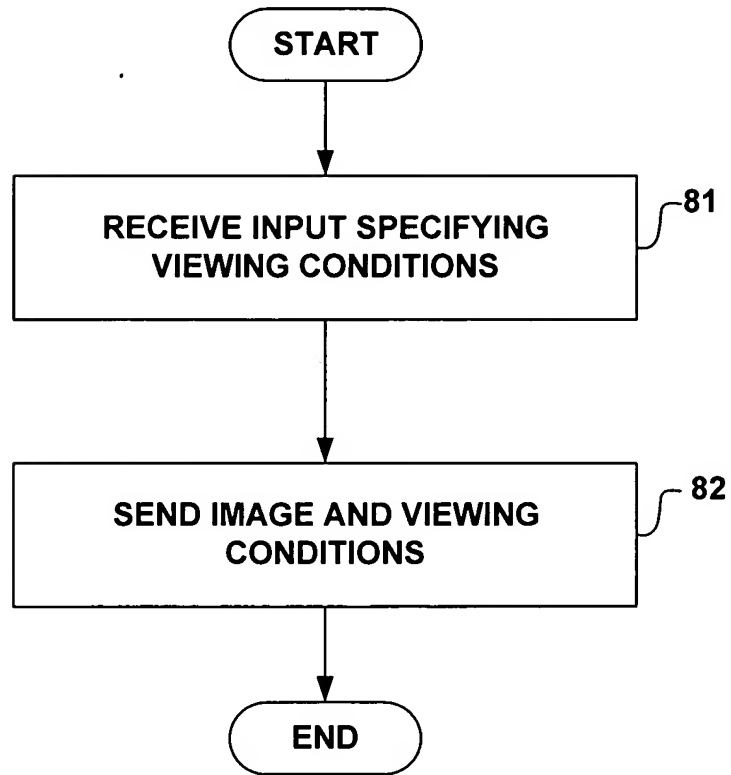 START
RECEIVE INPUT SPECIFYING
VIEWING CONDITIONS
81
SEND IMAGE AND VIEWING
CONDITIONS
82
END